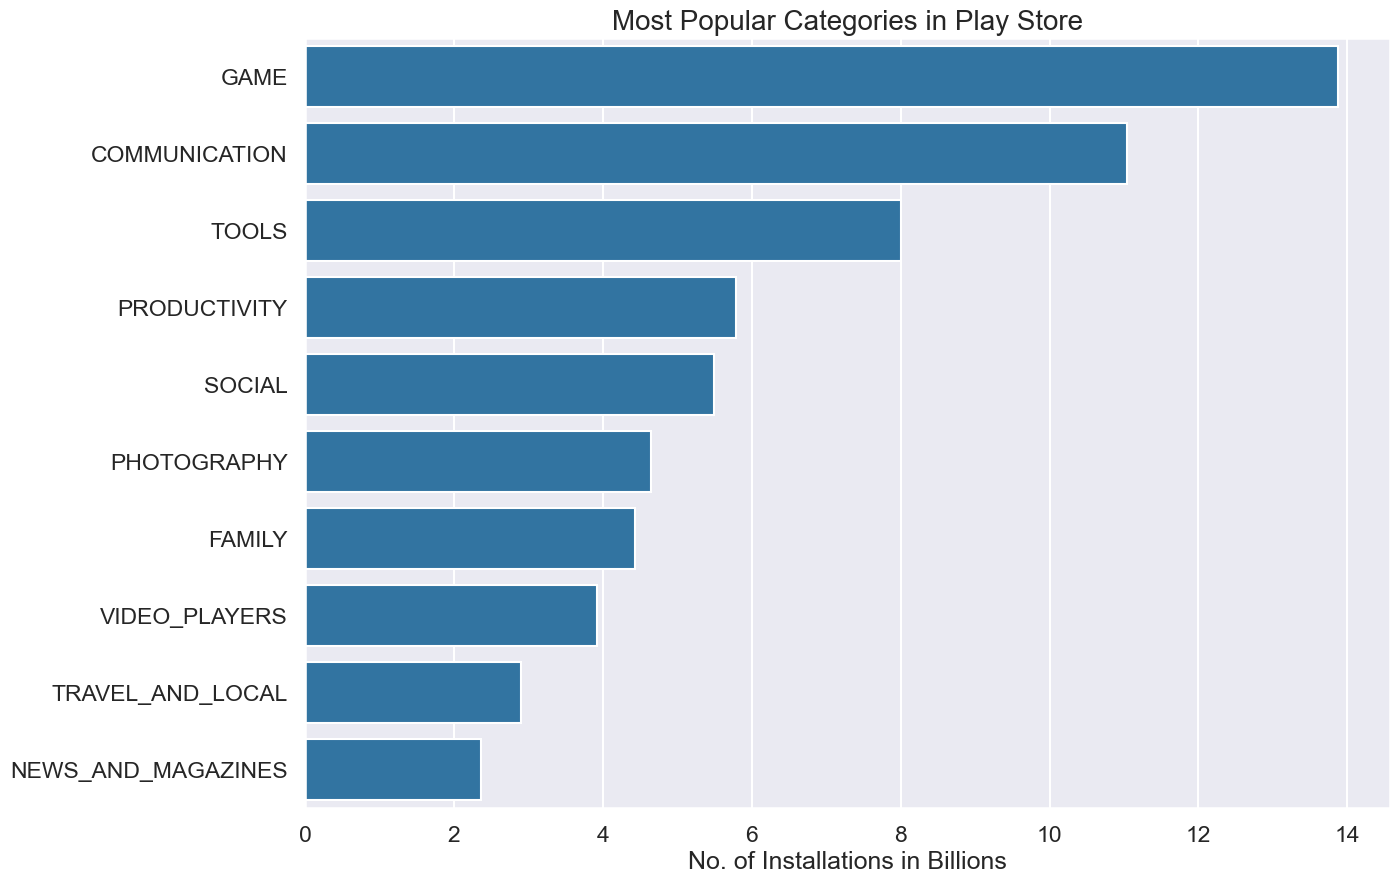 Most Popular Categories in Play Store
GAME
COMMUNICATION
TOOLS
PRODUCTIVITY
SOCIAL
PHOTOGRAPHY
FAMILY
VIDEO_PLAYERS
TRAVEL_AND_LOCAL
NEWS_AND_MAGAZINES
0 2 4 6 8 10 12 14
No. of Installations in Billions